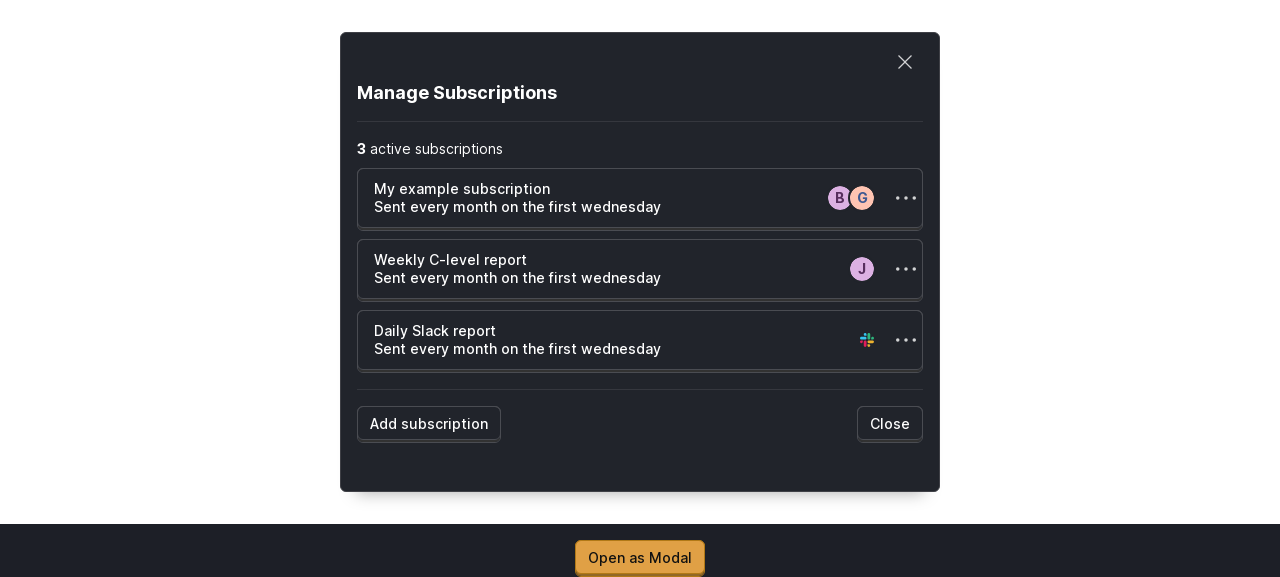 Manage Subscriptions
3 active subscriptions
My example subscription
Sent every month on the first wednesday
B G
Weekly C-level report
Sent every month on the first wednesday
J
Daily Slack report
Sent every month on the first wednesday
Add subscription
Close
Open as Modal